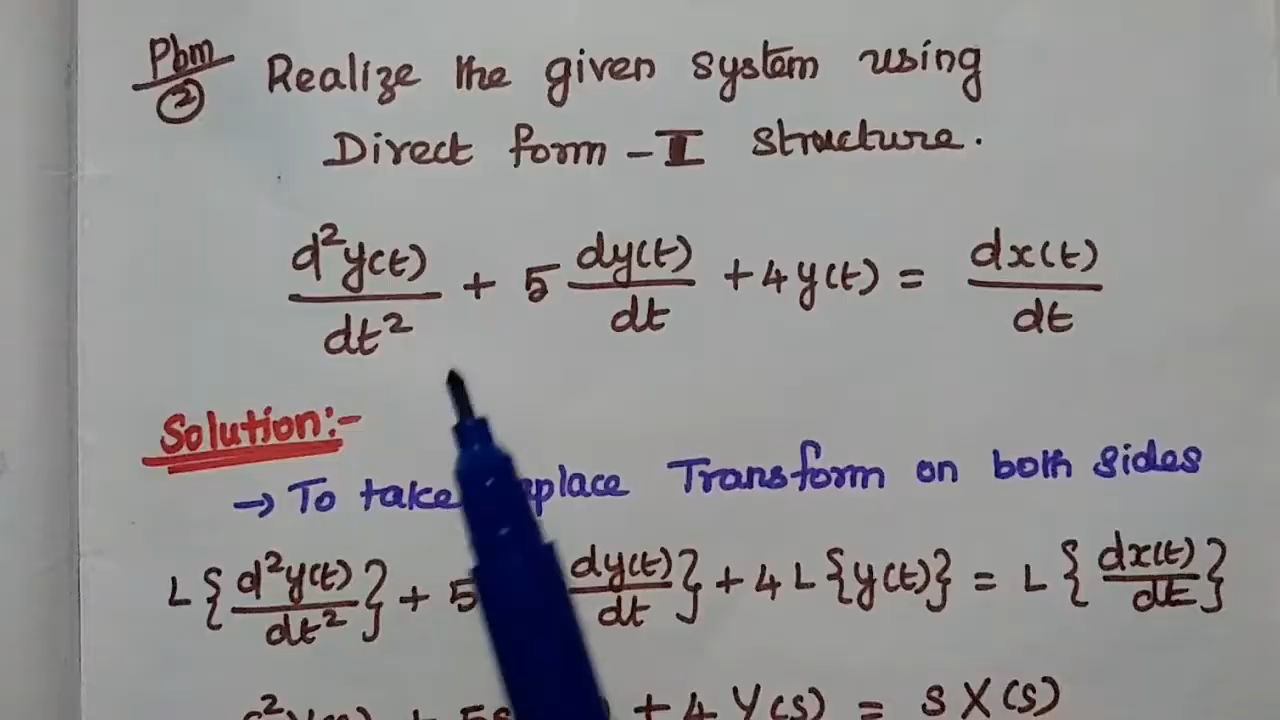 Pbm ② Realize the given system using
Direct form - I structure.
d²y(t)/dt² + 5 dy(t)/dt + 4y(t) = dx(t)/dt
Solution:-
→ To take place Transform on both sides
L{d²y(t)/dt²} + 5 dy(t)/dt} + 4 L{y(t)} = L{dx(t)/dt}
+ 5s + 4 Y(s) = s X(s)